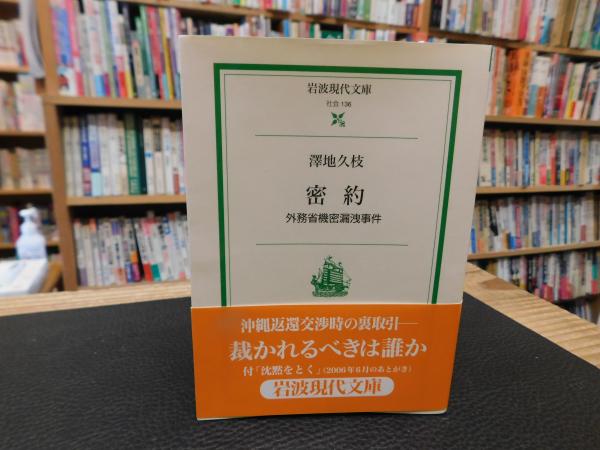 岩波現代文庫
社会 136
澤地久枝
密約
外務省機密漏洩事件
沖縄返還交渉時の裏取引―
裁かれるべきは誰か
付「沈黙をとく」(2006年6月のあとがき)
岩波現代文庫